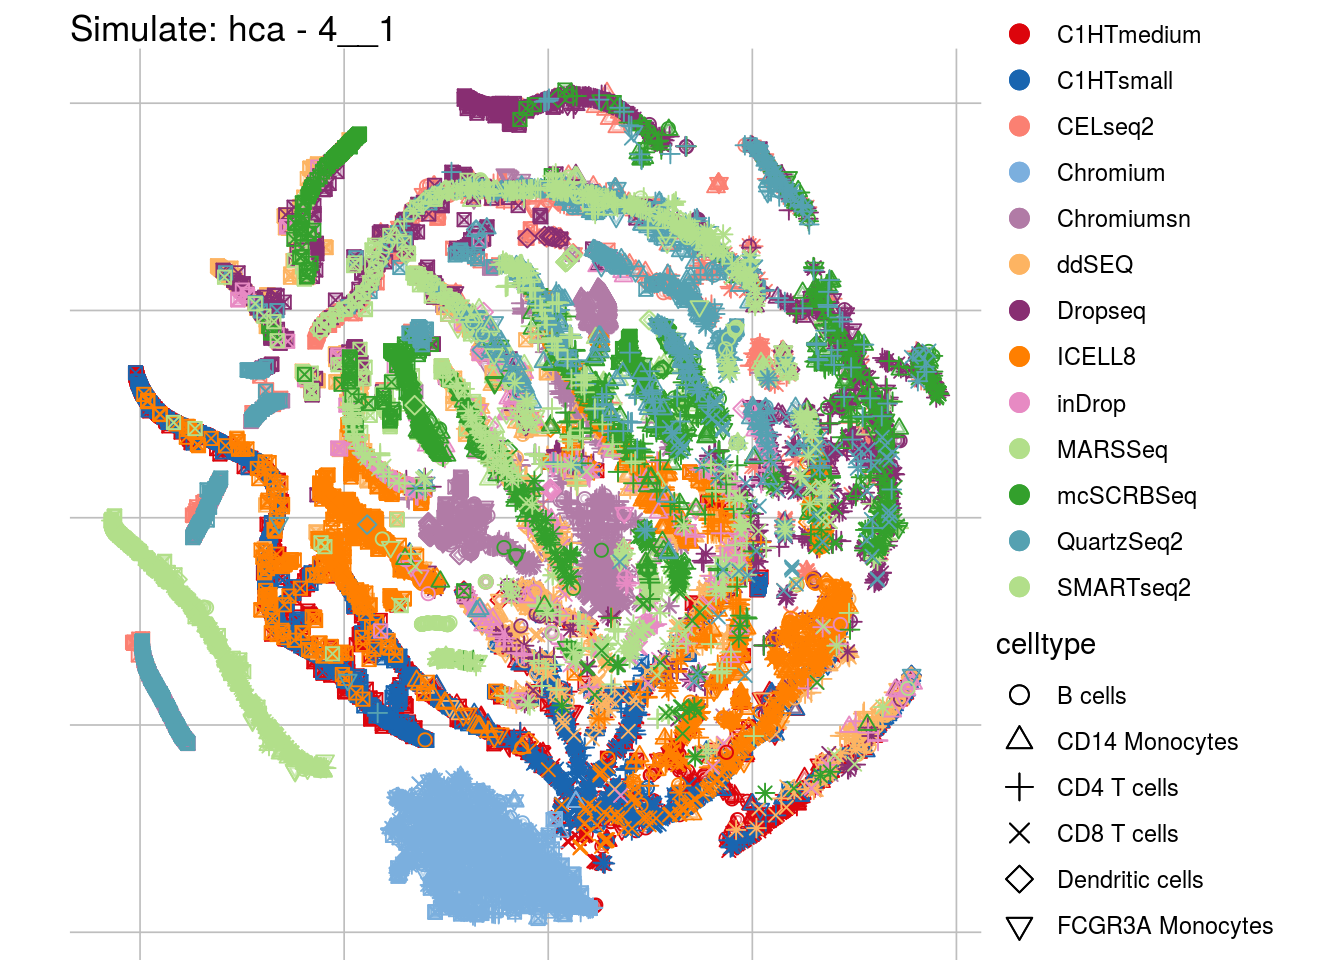 Simulate: hca - 4__1
C1HTmedium
C1HTsmall
CELseq2
Chromium
Chromiumsn
ddSEQ
Dropseq
ICELL8
inDrop
MARSSeq
mcSCRBSeq
QuartzSeq2
SMARTseq2
celltype
B cells
CD14 Monocytes
CD4 T cells
CD8 T cells
Dendritic cells
FCGR3A Monocytes